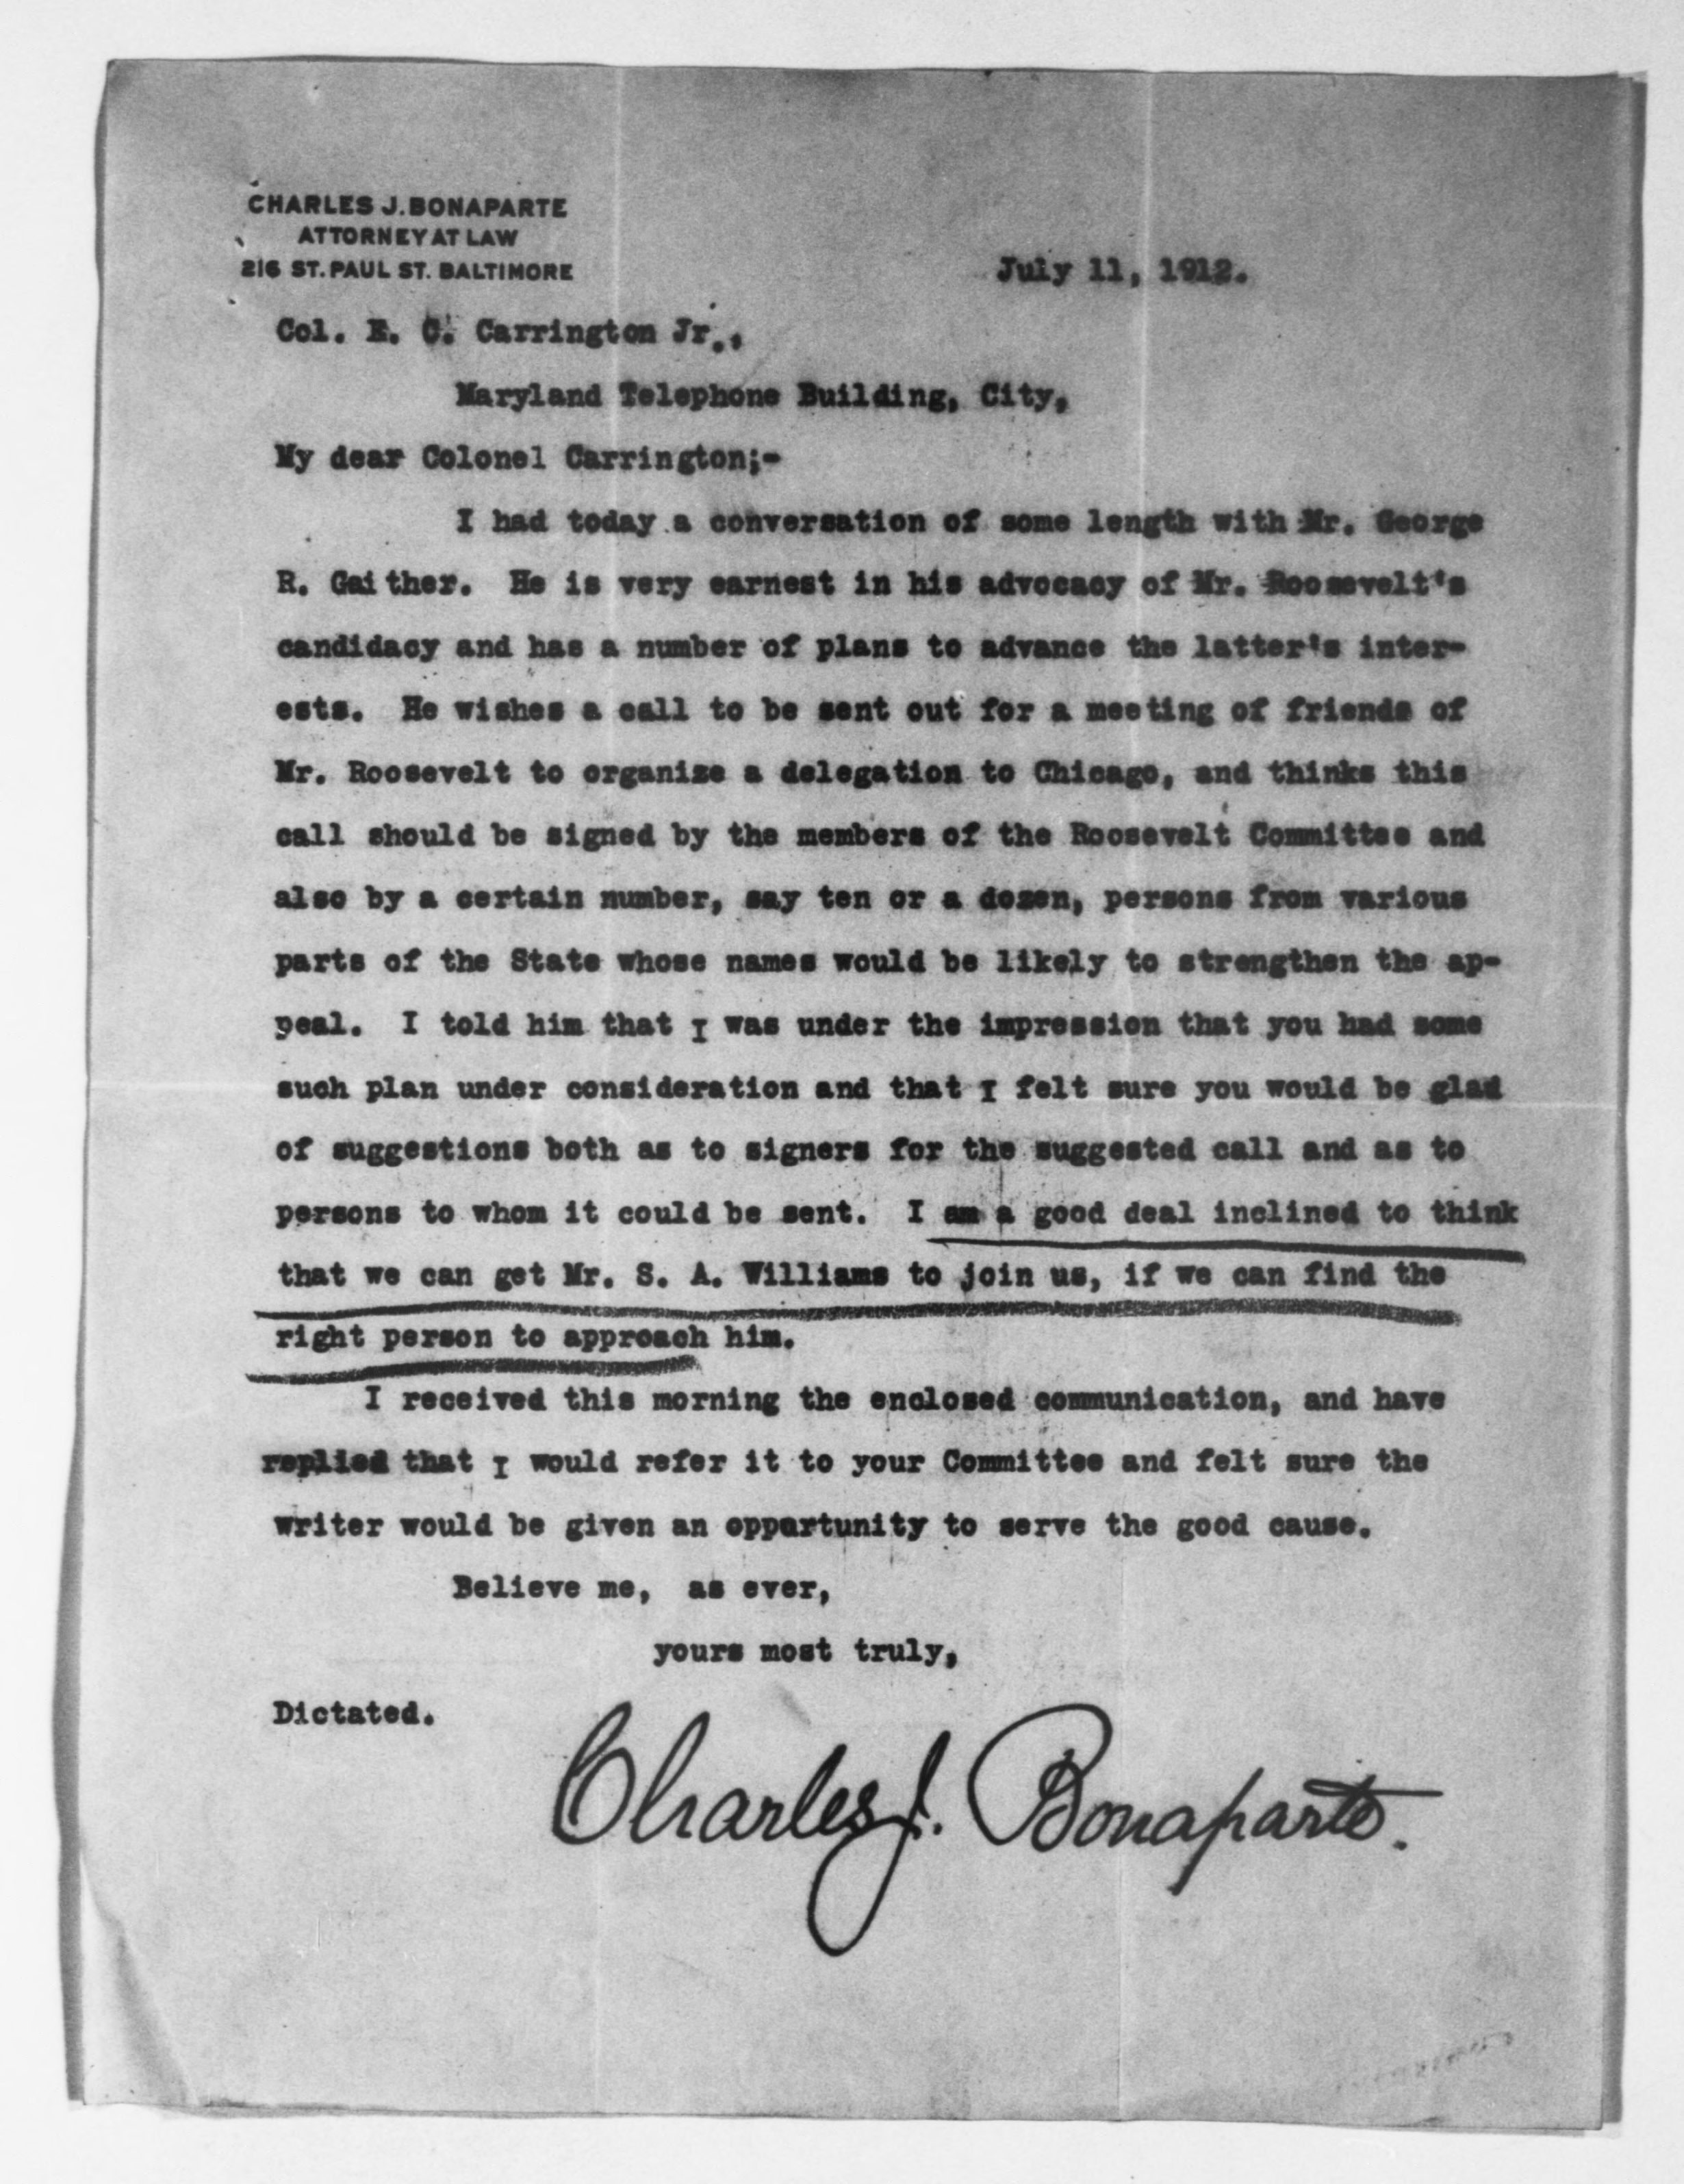 CHARLES J. BONAPARTE
ATTORNEY AT LAW
216 ST. PAUL ST. BALTIMORE
July 11, 1912.
Col. E. C. Carrington Jr.,
Maryland Telephone Building, City,
My dear Colonel Carrington;-
I had today a conversation of some length with Mr. George
R. Gaither. He is very earnest in his advocacy of Mr. Roosevelt's
candidacy and has a number of plans to advance the latter's inter-
ests. He wishes a call to be sent out for a meeting of friends of
Mr. Roosevelt to organize a delegation to Chicago, and thinks this
call should be signed by the members of the Roosevelt Committee and
also by a certain number, say ten or a dozen, persons from various
parts of the State whose names would be likely to strengthen the ap-
peal. I told him that I was under the impression that you had some
such plan under consideration and that I felt sure you would be glad
of suggestions both as to signers for the suggested call and as to
persons to whom it could be sent. I am a good deal inclined to think
that we can get Mr. S. A. Williams to join us, if we can find the
right person to approach him.
I received this morning the enclosed communication, and have
replied that I would refer it to your Committee and felt sure the
writer would be given an opportunity to serve the good cause.
Believe me, as ever,
yours most truly,
Dictated.
Charles J. Bonaparte.